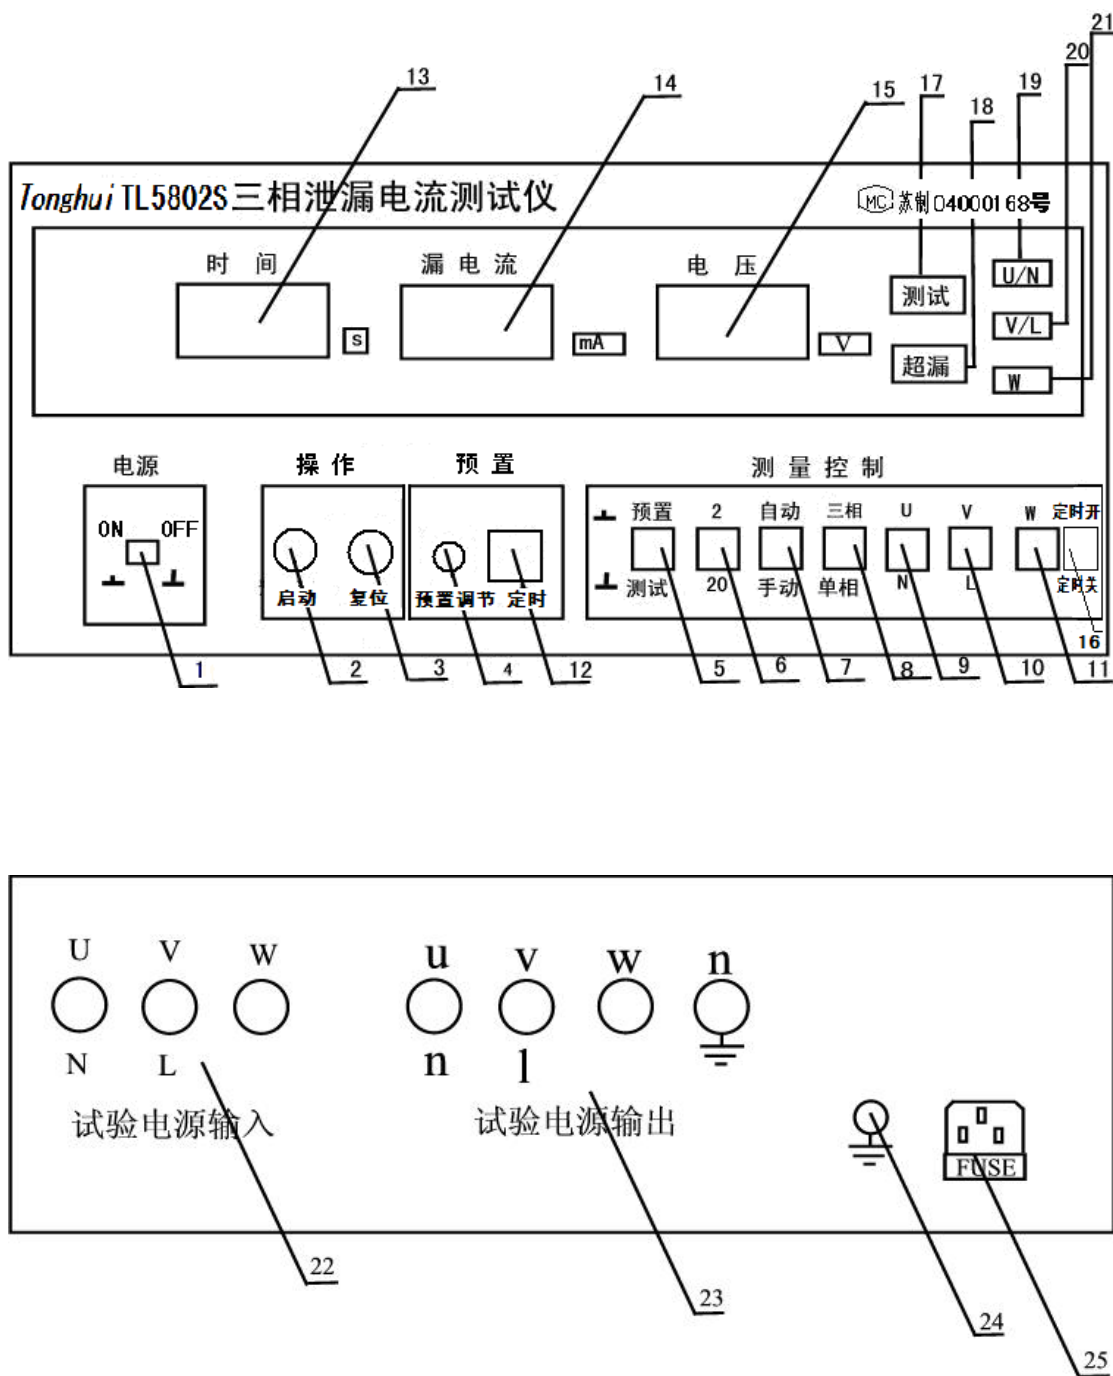 21
20
19
18
17
15
14
13
Tonghui TL5802S三相泄漏电流测试仪
MC 苏制04000168号
时 间
漏 电 流
电 压
s
mA
V
测试
超漏
U/N
V/L
W
电源
ON OFF
操 作
启动 复位
预 置
预置调节 定时
测 量 控 制
预置 2 自动 三相 U V W 定时开
测试 20 手动 单相 N L 定时关
16
1 2 3 4 12 5 6 7 8 9 10 11
U V W
N L
试验电源输入
u v w n
n l
试验电源输出
FUSE
22
23
24
25